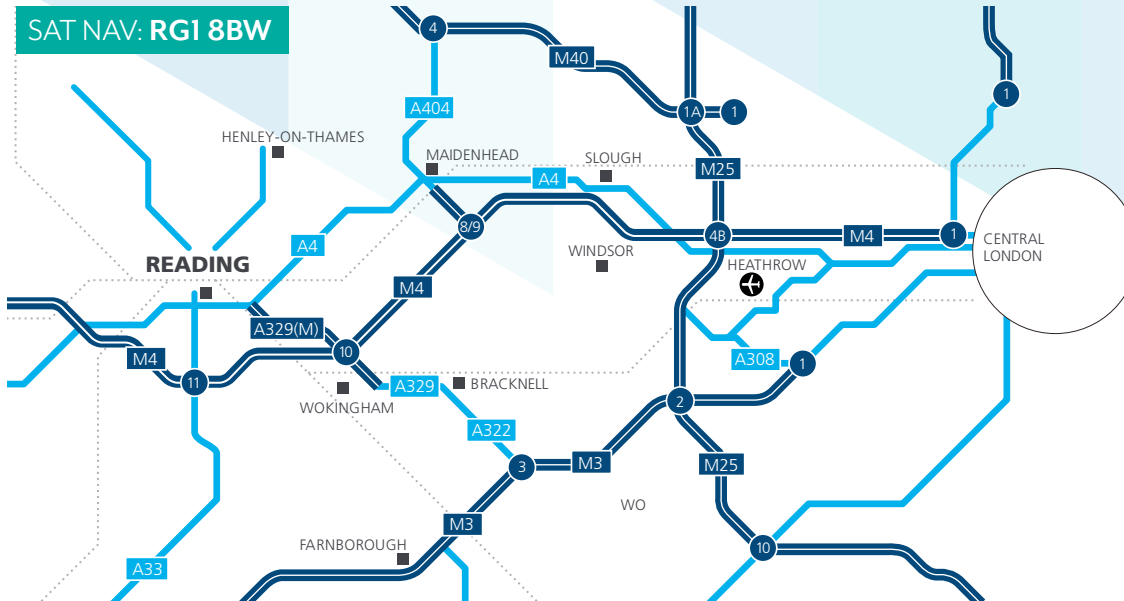 SAT NAV: RG1 8BW
4
M40
A404
1A
1
1
HENLEY-ON-THAMES
MAIDENHEAD
SLOUGH
M25
A4
8/9
4B
M4
1
A4
WINDSOR
HEATHROW
CENTRAL
LONDON
READING
M4
A329(M)
10
M4
11
A308
1
A329
BRACKNELL
WOKINGHAM
2
A322
3
M3
M25
WO
M3
FARNBOROUGH
10
A33